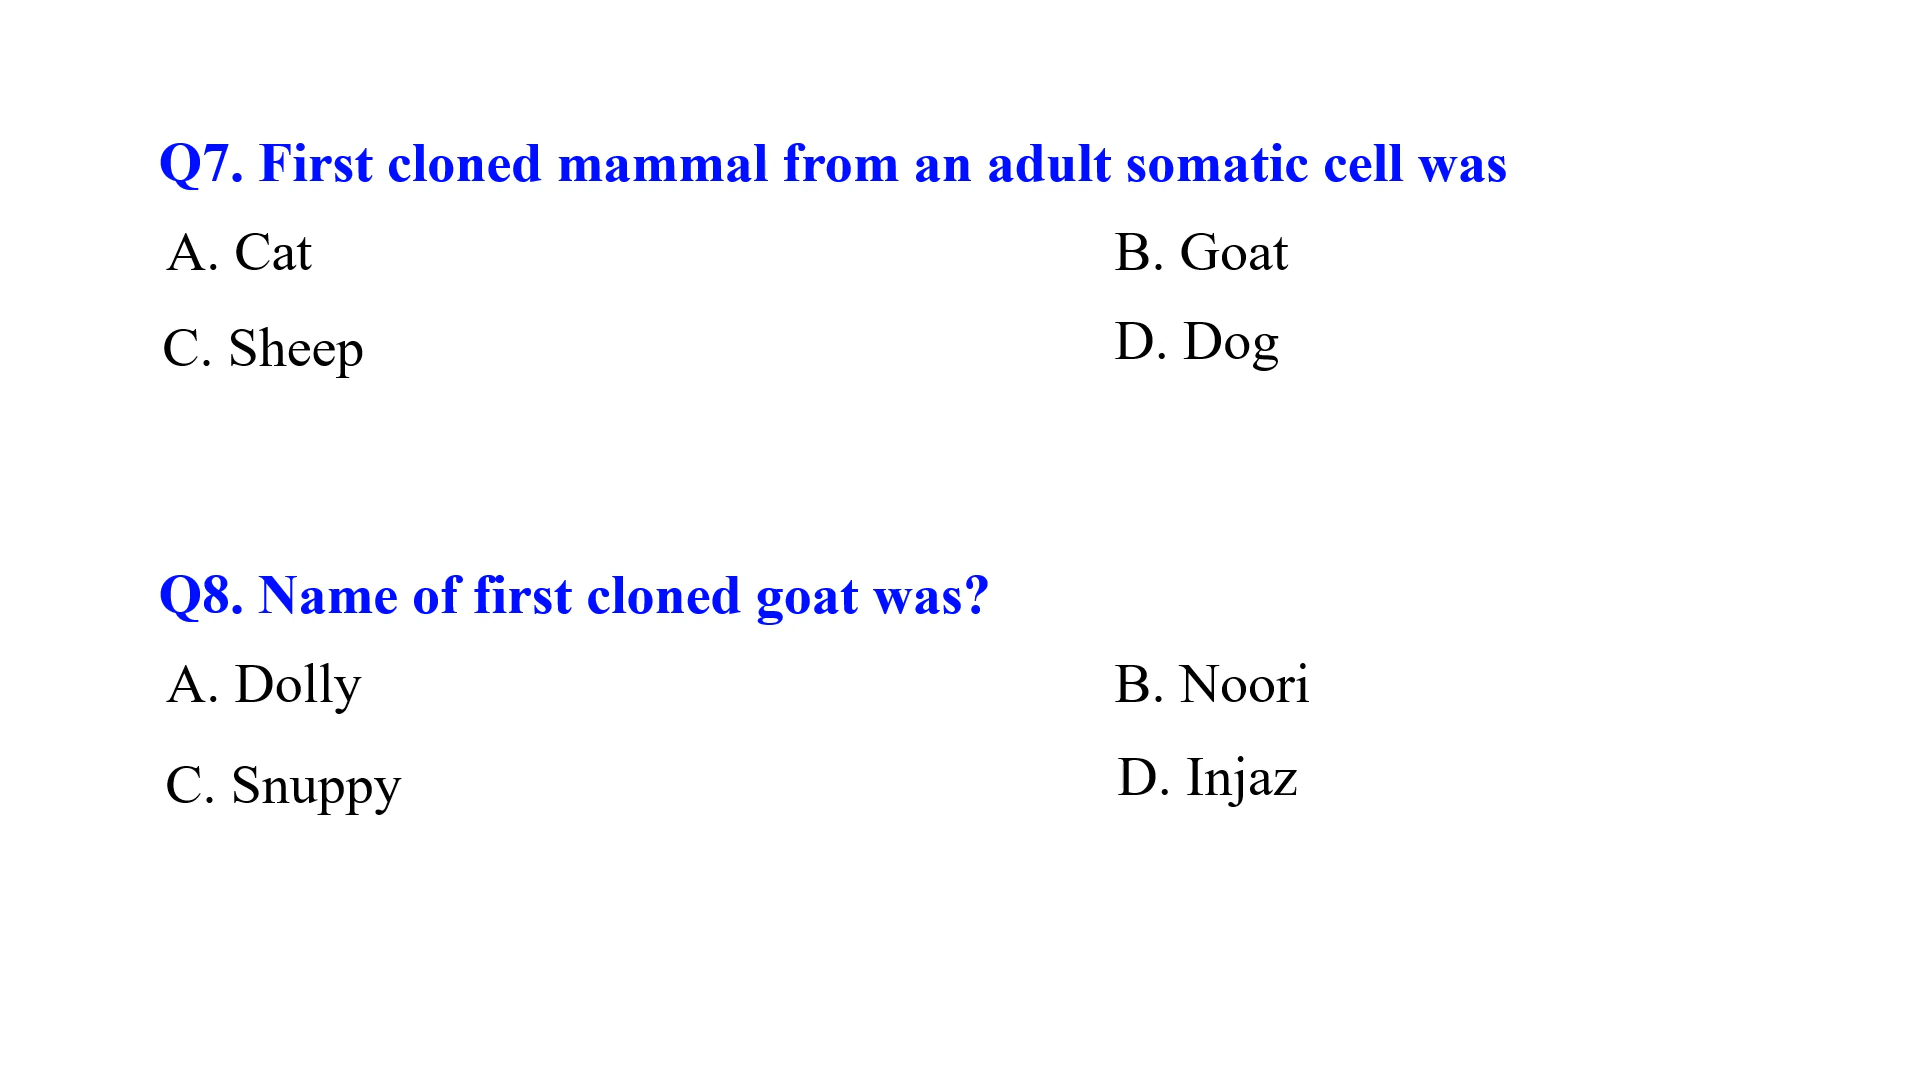 Q7. First cloned mammal from an adult somatic cell was
A. Cat
B. Goat
C. Sheep
D. Dog
Q8. Name of first cloned goat was?
A. Dolly
B. Noori
C. Snuppy
D. Injaz